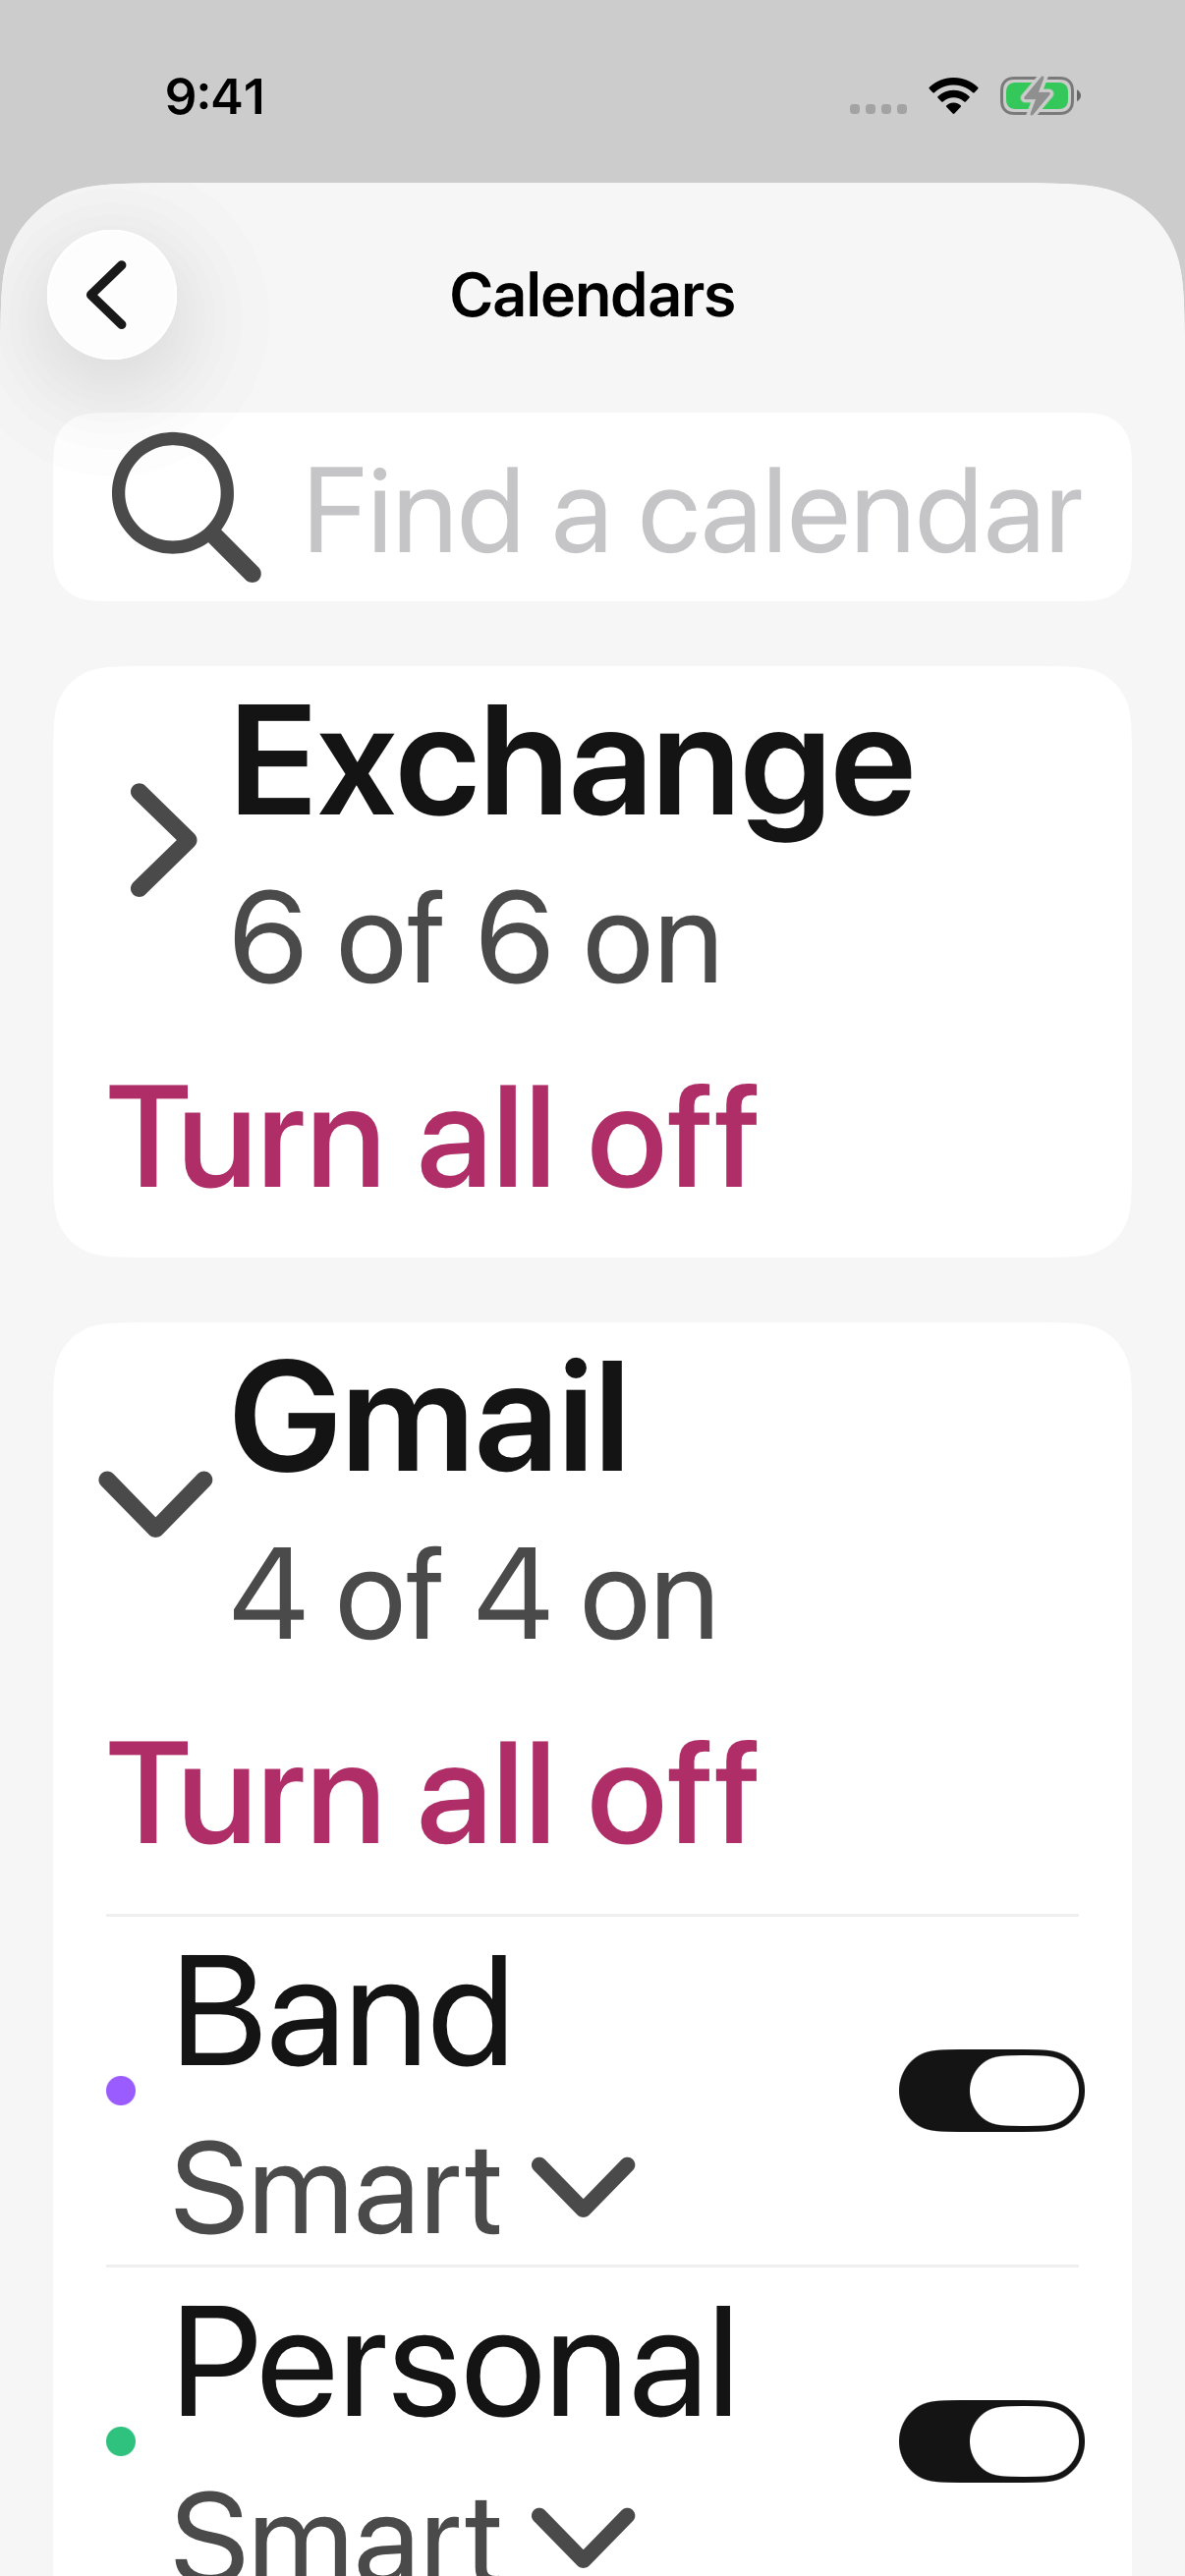 9:41
Calendars
Find a calendar
Exchange
6 of 6 on
Turn all off
Gmail
4 of 4 on
Turn all off
Band
Smart
Personal
Smart